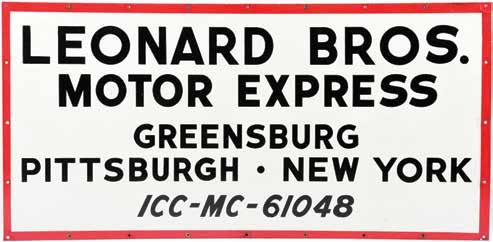 LEONARD BROS.
MOTOR EXPRESS
GREENSBURG
PITTSBURGH · NEW YORK
ICC-MC-61048